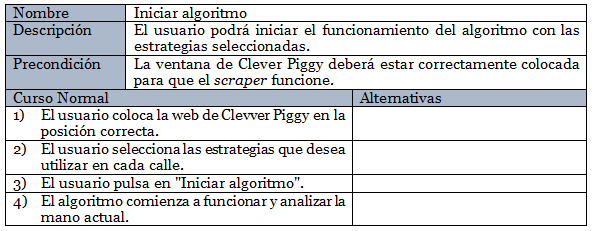 Nombre Iniciar algoritmo
Descripción El usuario podrá iniciar el funcionamiento del algoritmo con las
estrategias seleccionadas.
Precondición La ventana de Clever Piggy deberá estar correctamente colocada
para que el scraper funcione.
Curso Normal Alternativas
1) El usuario coloca la web de Clevver Piggy en la
posición correcta.
2) El usuario selecciona las estrategias que desea
utilizar en cada calle.
3) El usuario pulsa en "Iniciar algoritmo".
4) El algoritmo comienza a funcionar y analizar la
mano actual.